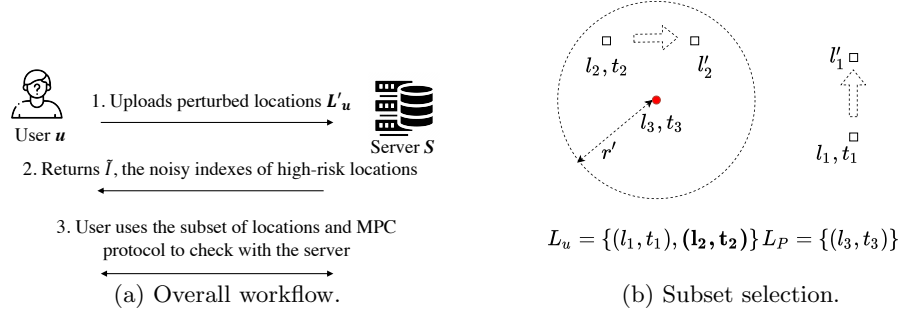 1. Uploads perturbed locations L'u
User u
Server S
2. Returns Ĩ, the noisy indexes of high-risk locations
3. User uses the subset of locations and MPC
protocol to check with the server
(a) Overall workflow.
l2, t2
l'2
l3, t3
r'
l'1
l1, t1
Lu = {(l1, t1), (l2, t2)} LP = {(l3, t3)}
(b) Subset selection.